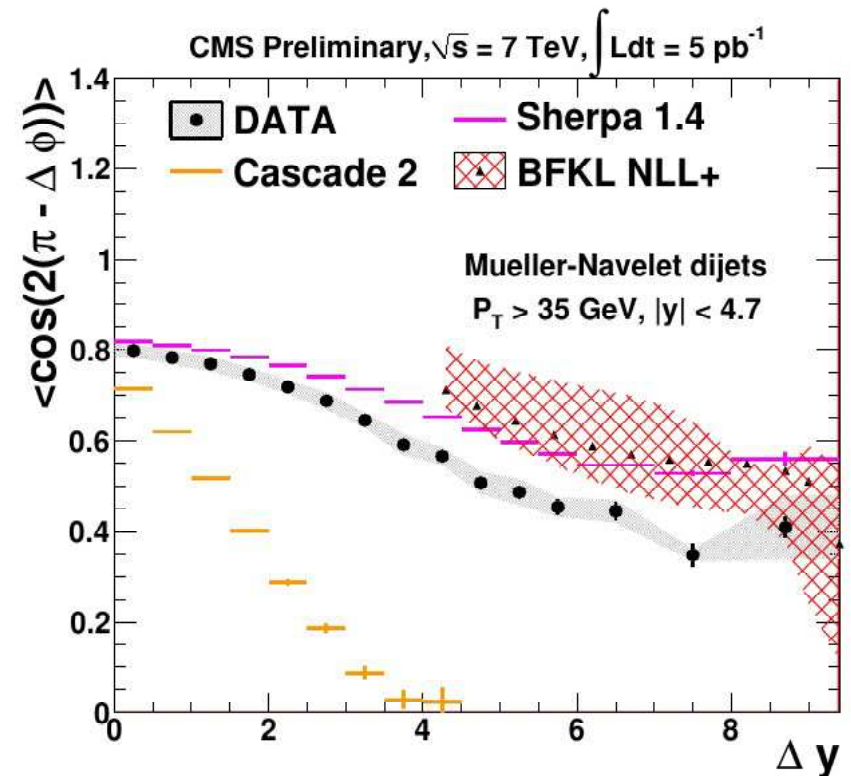 CMS Preliminary,√s = 7 TeV,∫Ldt = 5 pb⁻¹
<cos(2(π - Δ ϕ))>
1.4
1.2
1
0.8
0.6
0.4
0.2
0
DATA
Sherpa 1.4
Cascade 2
BFKL NLL+
Mueller-Navelet dijets
P_T > 35 GeV, |y| < 4.7
0 2 4 6 8
Δ y